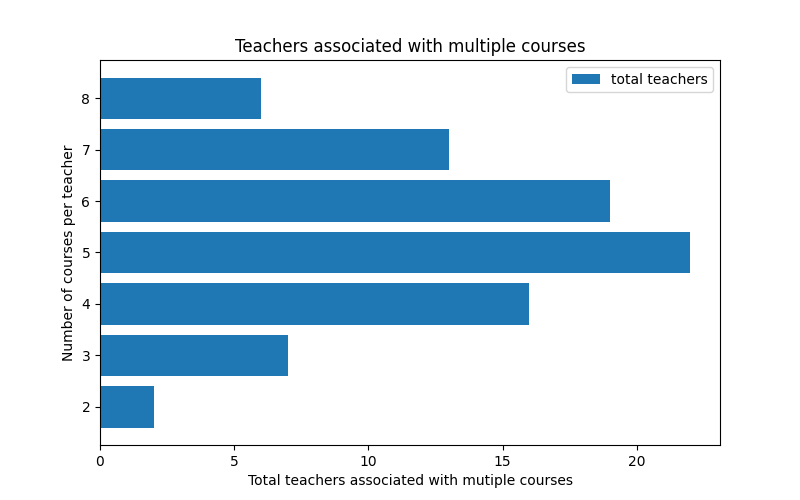 Teachers associated with multiple courses
total teachers
Number of courses per teacher
8
7
6
5
4
3
2
0 5 10 15 20
Total teachers associated with mutiple courses